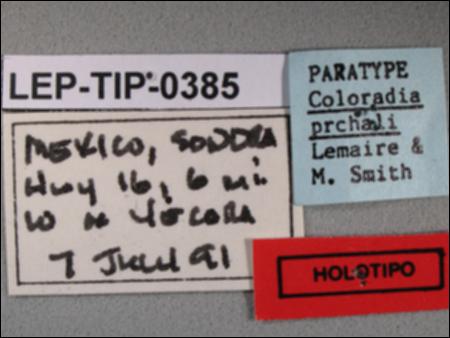 LEP-TIP-0385
PARATYPE
Coloradia
prchali
Lemaire &
M. Smith
MEXICO, SONORA
Hwy 16, 6 mi
W YECORA
7 July 91
HOLOTIPO